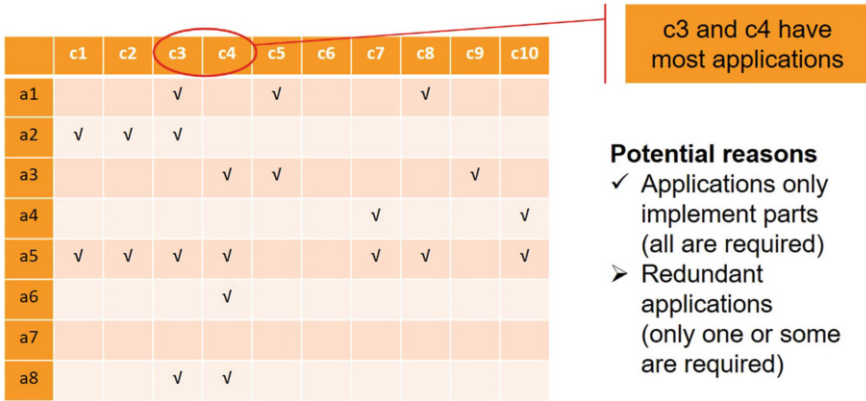 c3 and c4 have
most applications
c1 c2 c3 c4 c5 c6 c7 c8 c9 c10
a1 √ √ √
a2 √ √ √
a3 √ √ √
a4 √ √
a5 √ √ √ √ √ √ √
a6 √
a7
a8 √ √
Potential reasons
✓ Applications only
implement parts
(all are required)
➢ Redundant
applications
(only one or some
are required)